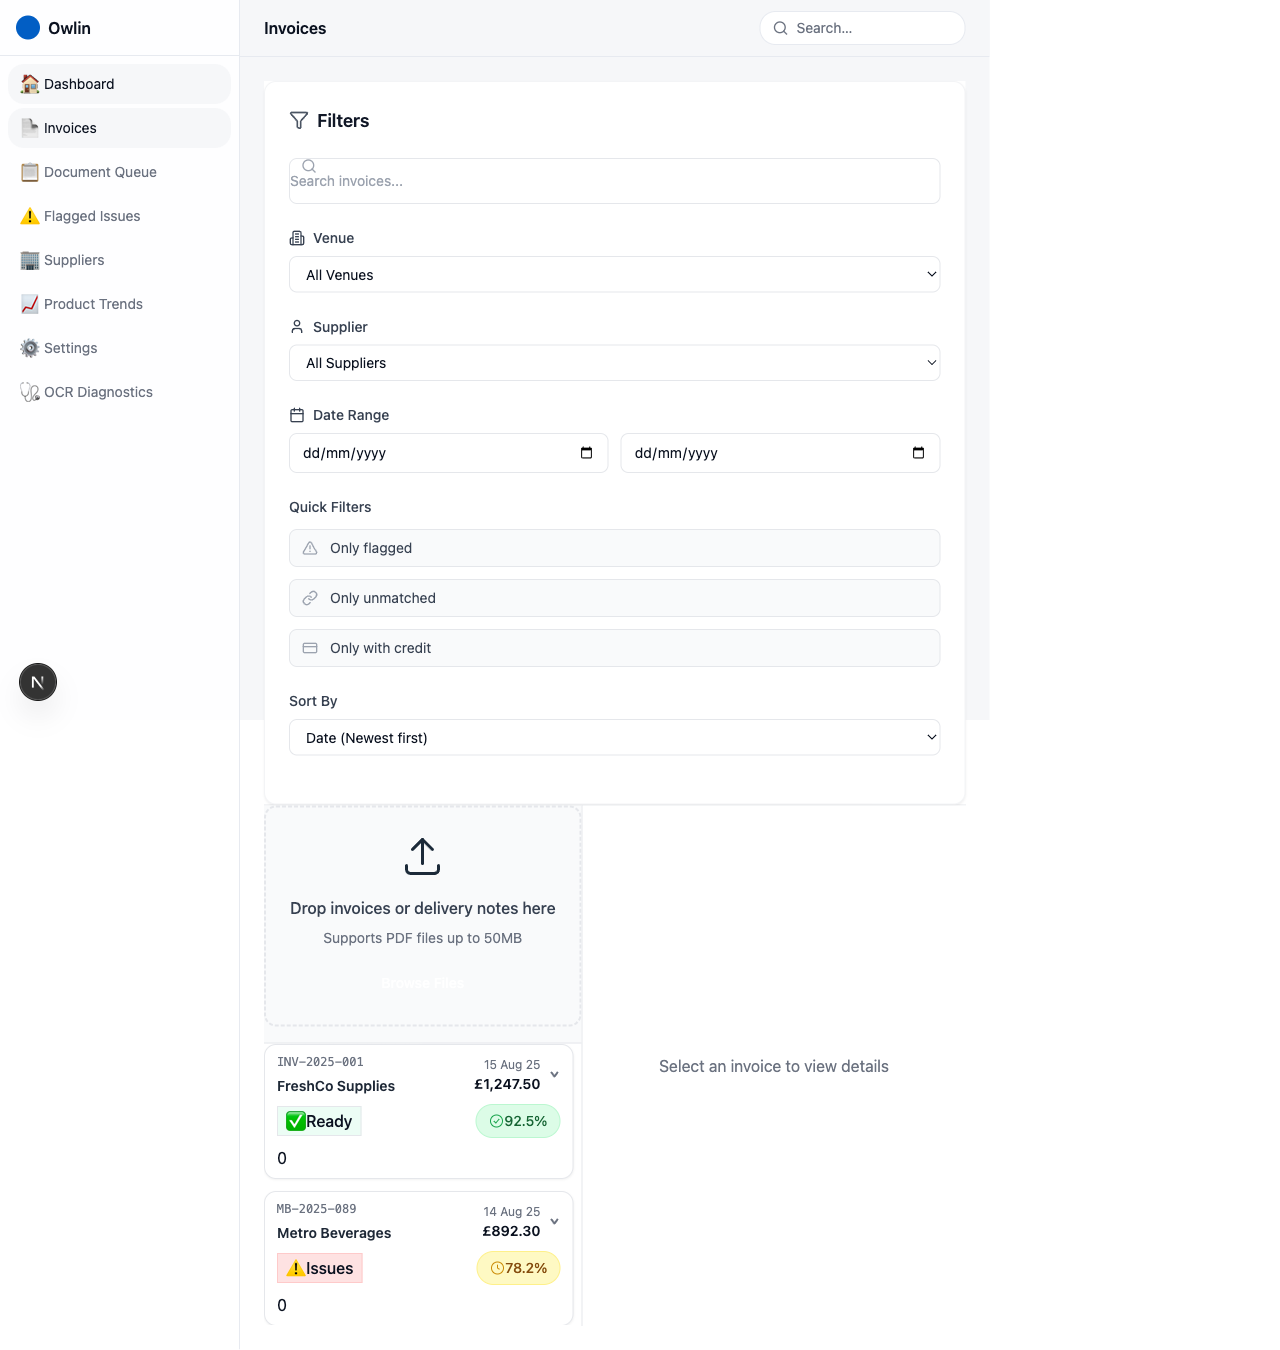 Owlin
Dashboard
Invoices
Document Queue
Flagged Issues
Suppliers
Product Trends
Settings
OCR Diagnostics
N
Invoices
Search...
Filters
Search invoices...
Venue
All Venues
Supplier
All Suppliers
Date Range
dd/mm/yyyy
dd/mm/yyyy
Quick Filters
Only flagged
Only unmatched
Only with credit
Sort By
Date (Newest first)
Drop invoices or delivery notes here
Supports PDF files up to 50MB
Browse Files
INV-2025-001
15 Aug 25
FreshCo Supplies
£1,247.50
Ready
92.5%
0
MB-2025-089
14 Aug 25
Metro Beverages
£892.30
Issues
78.2%
0
Select an invoice to view details